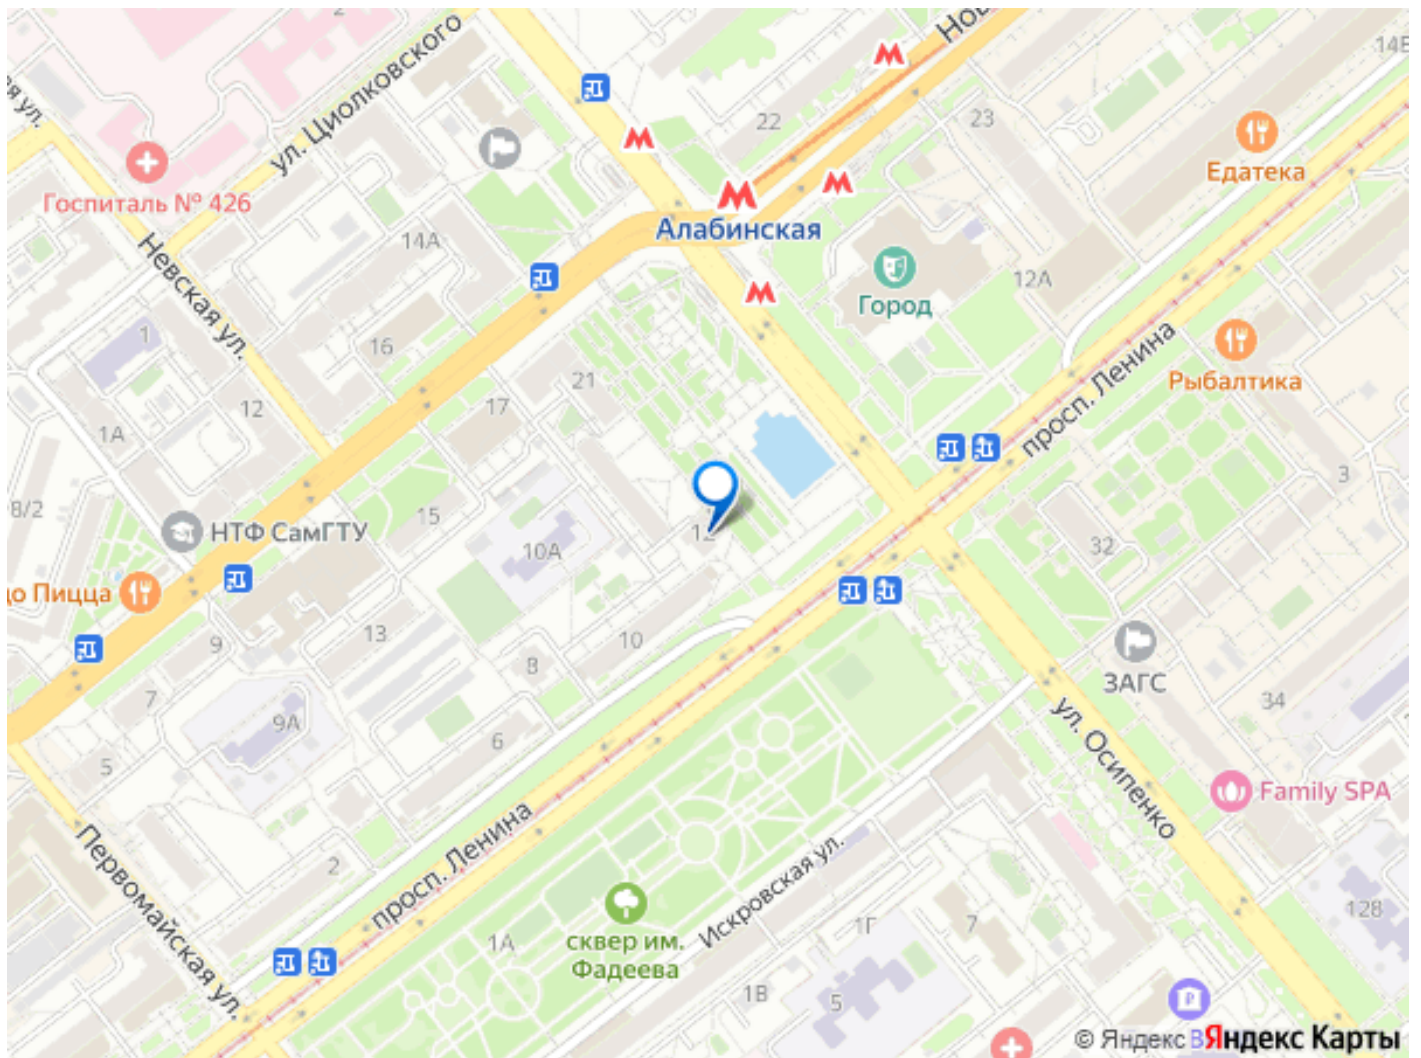 14В
22
23
ул. Циолковского
Едатека
Госпиталь № 426
Алабинская
14А
Невская ул.
Город
12А
1
16
просп. Ленина
Рыбалтика
21
12
17
1А
3
8/2
15
НТФ СамГТУ
12
10А
32
Пицца
13
10
9
8
ЗАГС
7
9А
34
6
ул. Осипенко
5
Family SPA
Первомайская ул.
2
просп. Ленина
Искровская ул.
128
сквер им.
Фадеева
1А
1Г
7
1В
5
© Яндекс
Яндекс Карты